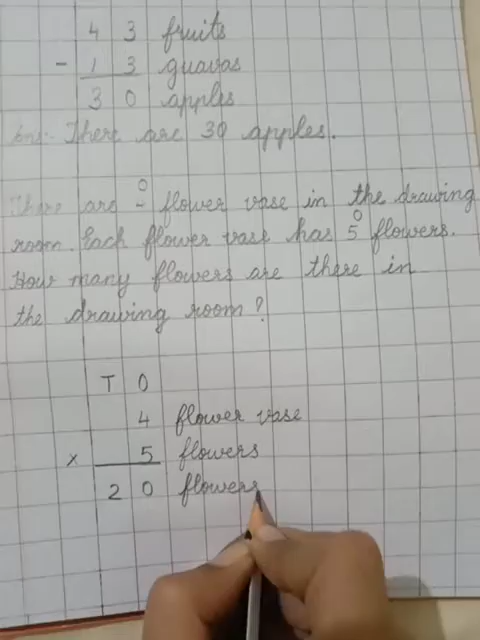 4 3 fruits
- 1 3 guavas
3 0 apples
Ans:- There are 30 apples.
O
There are flower vase in the drawing
O
room. Each flower vase has 5 flowers.
How many flowers are there in
the drawing room?
T O
4 flower vase
× 5 flowers
2 0 flowers